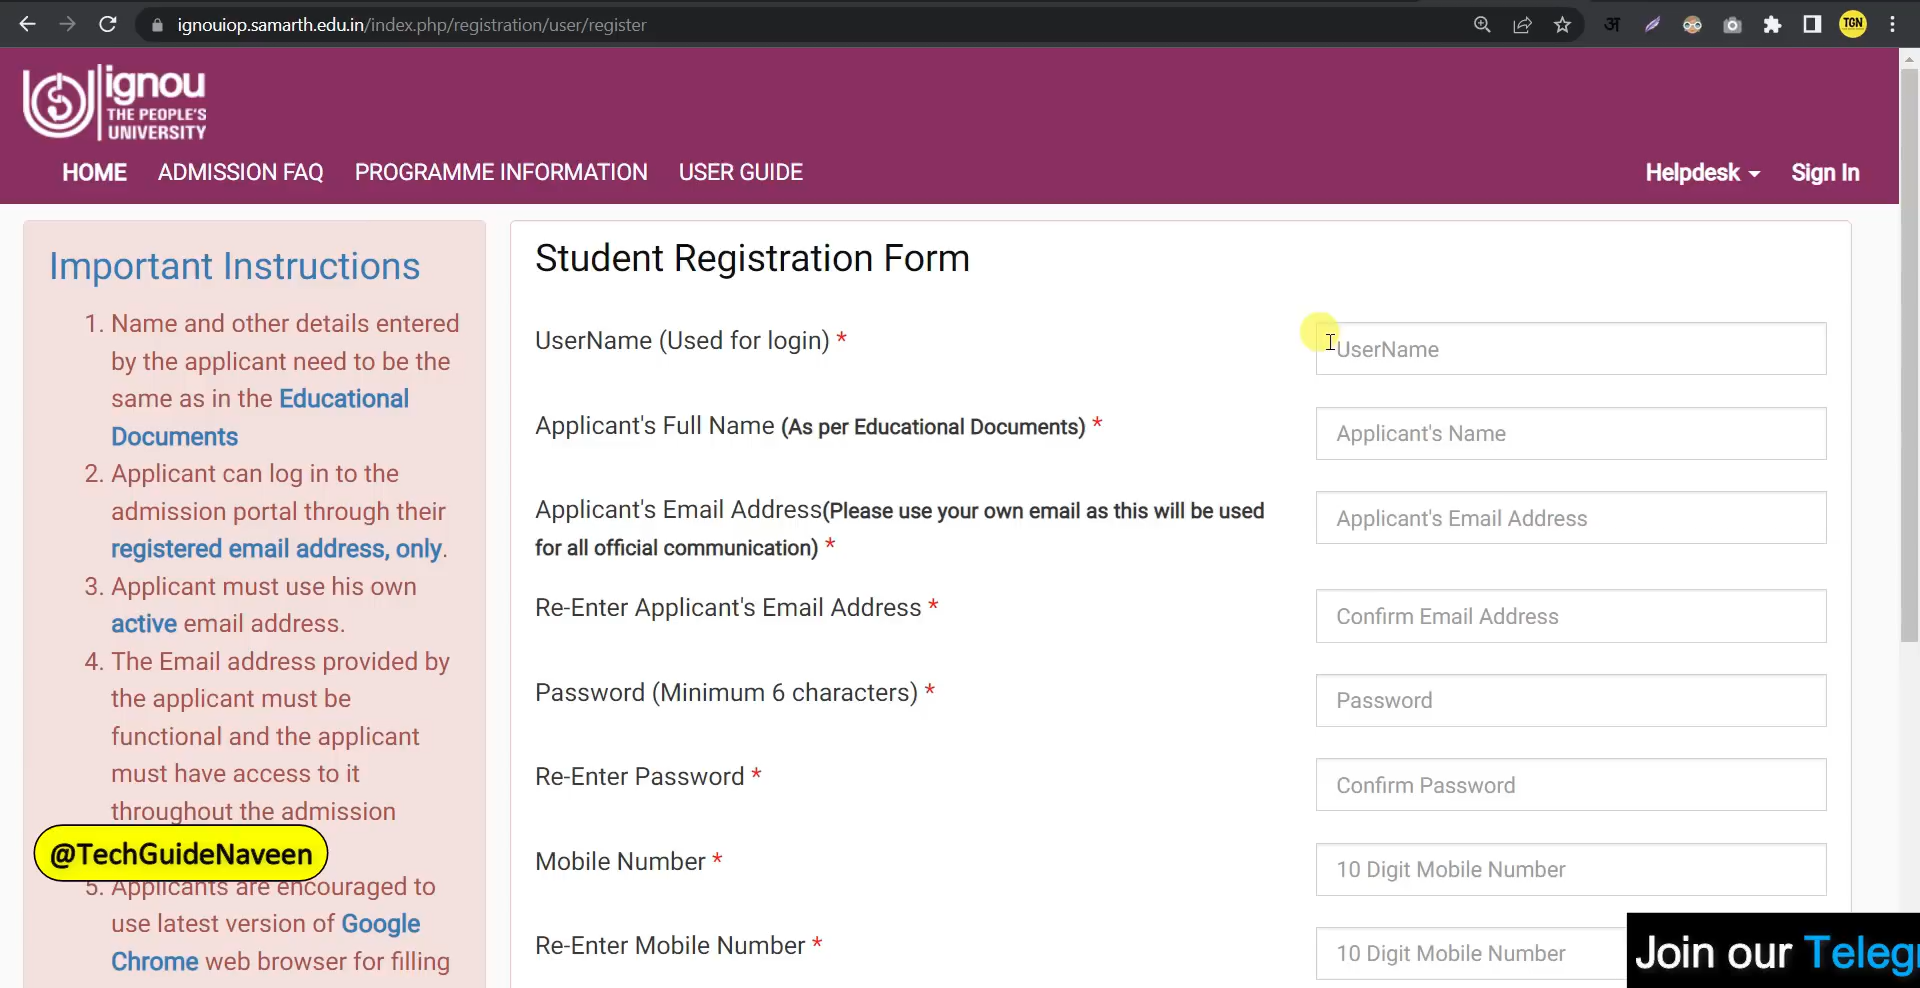 ignouiop.samarth.edu.in/index.php/registration/user/register
अ
TGN
ignou
THE PEOPLE'S
UNIVERSITY
HOME ADMISSION FAQ PROGRAMME INFORMATION USER GUIDE Helpdesk Sign In
Important Instructions
1. Name and other details entered
by the applicant need to be the
same as in the Educational
Documents
2. Applicant can log in to the
admission portal through their
registered email address, only.
3. Applicant must use his own
active email address.
4. The Email address provided by
the applicant must be
functional and the applicant
must have access to it
throughout the admission
@TechGuideNaveen
5. Applicants are encouraged to
use latest version of Google
Chrome web browser for filling
Student Registration Form
UserName (Used for login) *
UserName
Applicant's Full Name (As per Educational Documents) *
Applicant's Name
Applicant's Email Address(Please use your own email as this will be used
for all official communication) *
Applicant's Email Address
Re-Enter Applicant's Email Address *
Confirm Email Address
Password (Minimum 6 characters) *
Password
Re-Enter Password *
Confirm Password
Mobile Number *
10 Digit Mobile Number
Re-Enter Mobile Number *
10 Digit Mobile Number
Join our Telegr